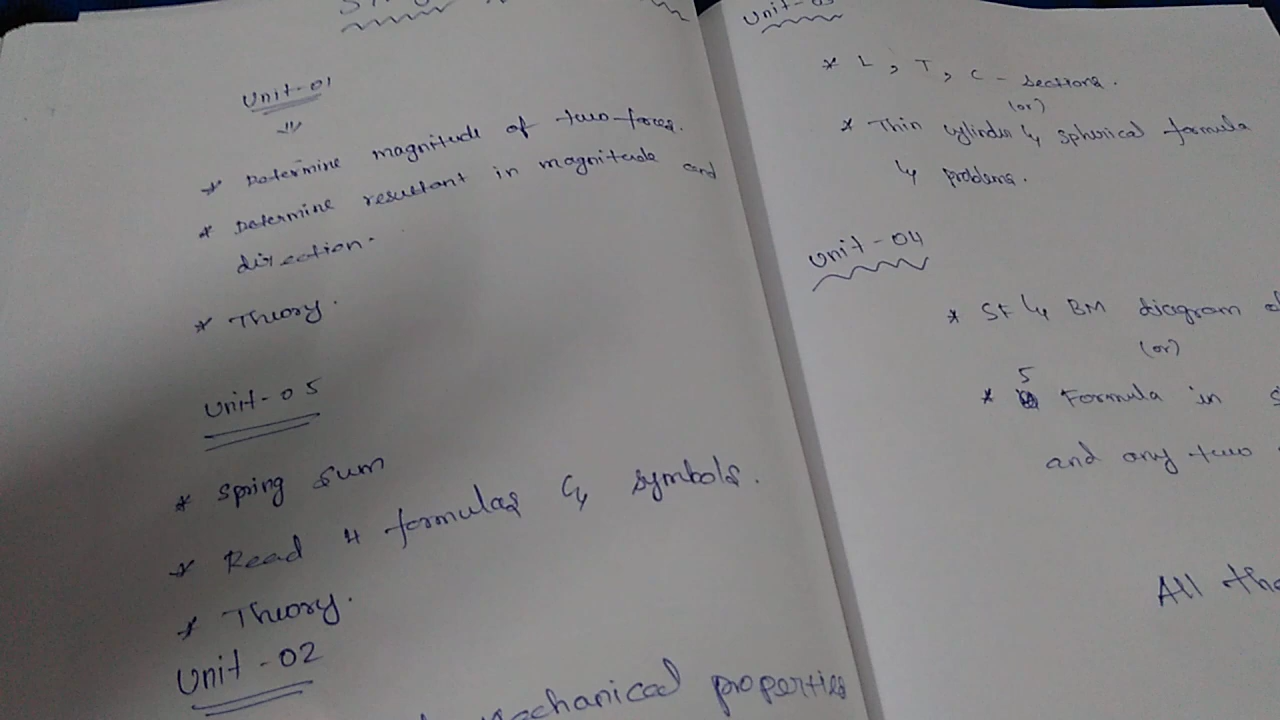 Unit-01
* Determine magnitude of two-forces.
* Determine resultant in magnitude and
direction.
* Theory.
Unit-05
* Spring sum
* Read 4 formulas & symbols.
* Theory.
Unit-02
mechanical properties
Unit-03
* L, T, C - sections.
(or)
* Thin cylinder & spherical formula
& problems.
Unit-04
* SF & BM diagram
(or)
* 5 Formula in
and any two
All